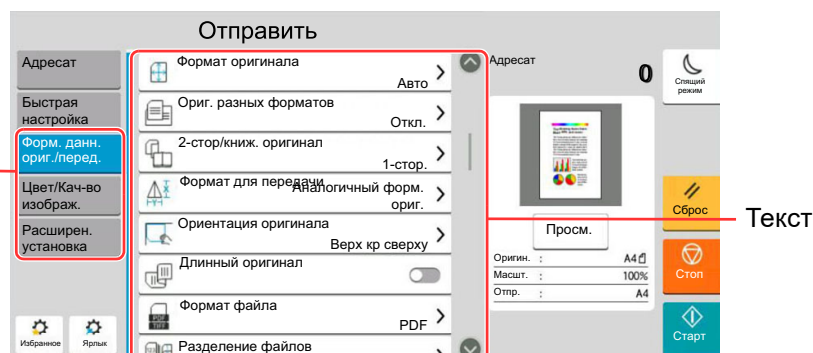 Отправить
Адресат
Быстрая
настройка
Форм. данн.
ориг./перед.
Цвет/Кач-во
изображ.
Расширен.
установка
Избранное
Ярлык
Формат оригинала
Авто
Ориг. разных форматов
Откл.
2-стор/книж. оригинал
1-стор.
Формат для передачи
Аналогичный форм.
ориг.
Ориентация оригинала
Верх кр сверху
Длинный оригинал
Формат файла
PDF
TIFF
PDF
Разделение файлов
Адресат
0
Просм.
Оригин. : A4
Масшт. : 100%
Отпр. : A4
Спящий
режим
Сброс
Стоп
Старт
Текст